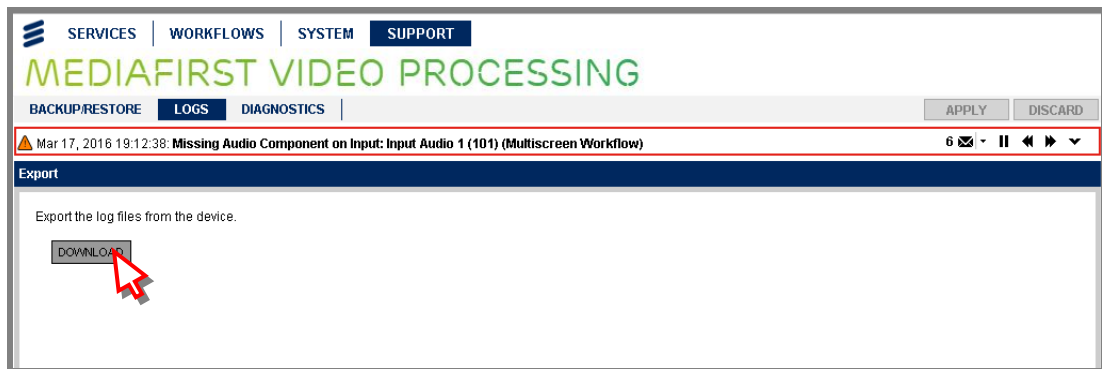 SERVICES WORKFLOWS SYSTEM SUPPORT
MEDIAFIRST VIDEO PROCESSING
BACKUP/RESTORE LOGS DIAGNOSTICS APPLY DISCARD
Mar 17, 2016 19:12:38: Missing Audio Component on Input: Input Audio 1 (101) (Multiscreen Workflow) 6
Export
Export the log files from the device.
DOWNLOAD